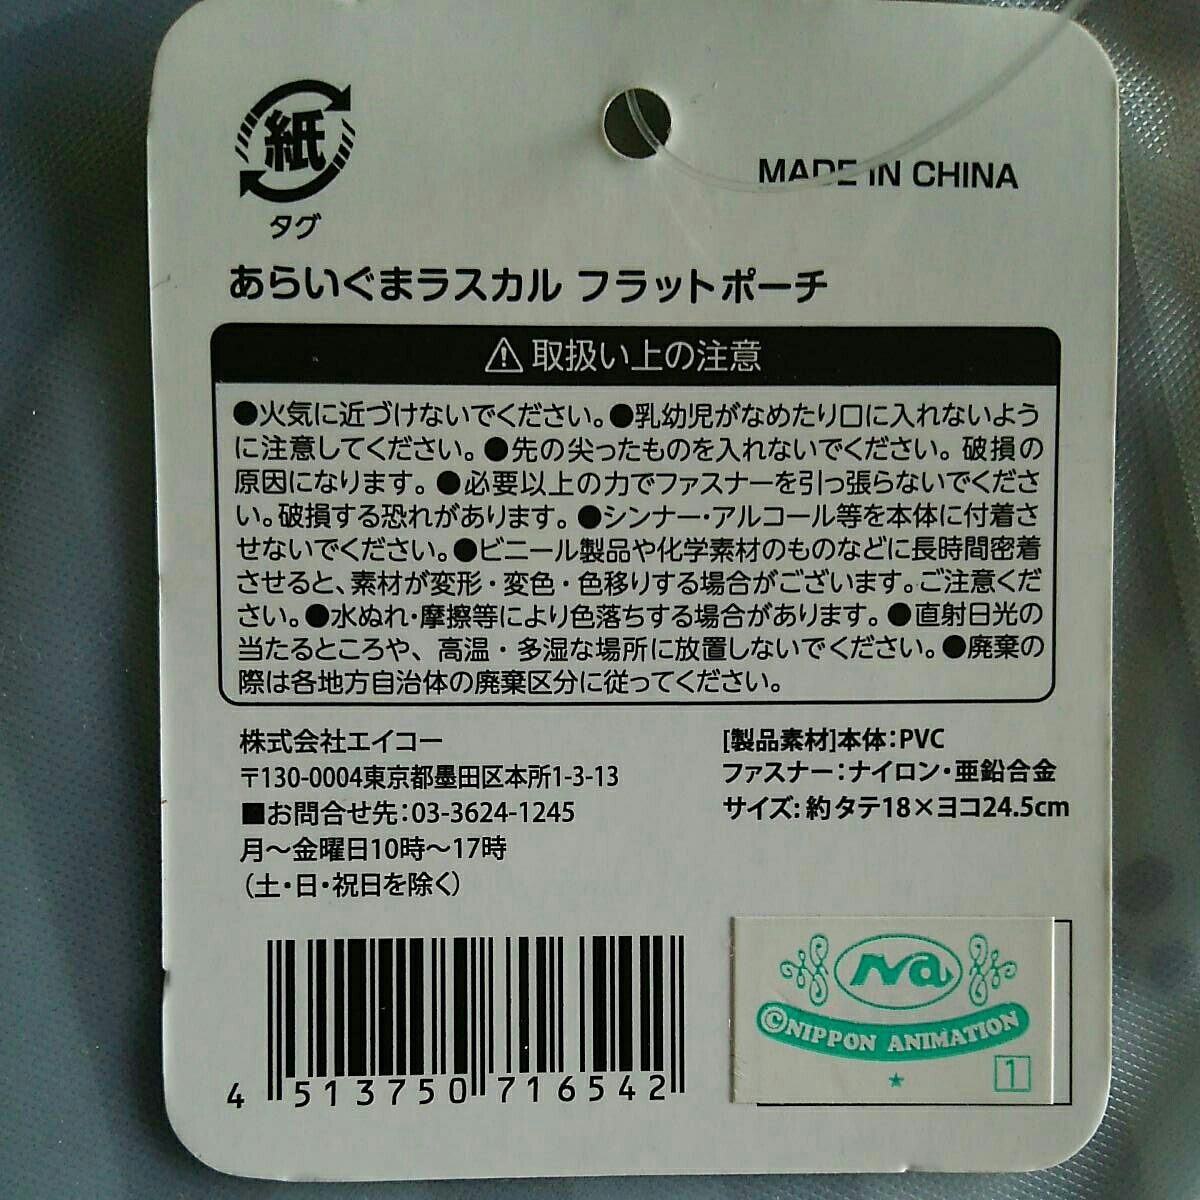 紙
タグ
MADE IN CHINA
あらいぐまラスカル フラットポーチ
⚠取扱い上の注意
●火気に近づけないでください。●乳幼児がなめたり口に入れないよう
に注意してください。●先の尖ったものを入れないでください。破損の
原因になります。●必要以上の力でファスナーを引っ張らないでくださ
い。破損する恐れがあります。●シンナー・アルコール等を本体に付着さ
せないでください。●ビニール製品や化学素材のものなどに長時間密着
させると、素材が変形・変色・色移りする場合がございます。ご注意くだ
さい。●水ぬれ・摩擦等により色落ちする場合があります。●直射日光の
当たるところや、高温・多湿な場所に放置しないでください。●廃棄の
際は各地方自治体の廃棄区分に従ってください。
株式会社エイコー
〒130-0004東京都墨田区本所1-3-13
■お問合せ先：03-3624-1245
月〜金曜日10時〜17時
（土・日・祝日を除く）
[製品素材]本体：PVC
ファスナー：ナイロン・亜鉛合金
サイズ：約タテ18×ヨコ24.5cm
4 513750 716542
Na
©NIPPON ANIMATION
★
1